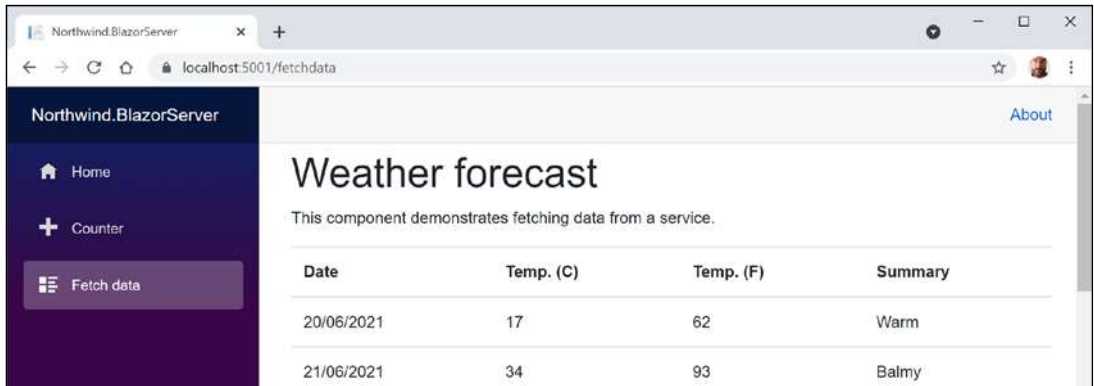 Northwind.BlazorServer
localhost:5001/fetchdata
Northwind.BlazorServer
About
Home
Counter
Fetch data
Weather forecast
This component demonstrates fetching data from a service.
Date Temp. (C) Temp. (F) Summary
20/06/2021 17 62 Warm
21/06/2021 34 93 Balmy